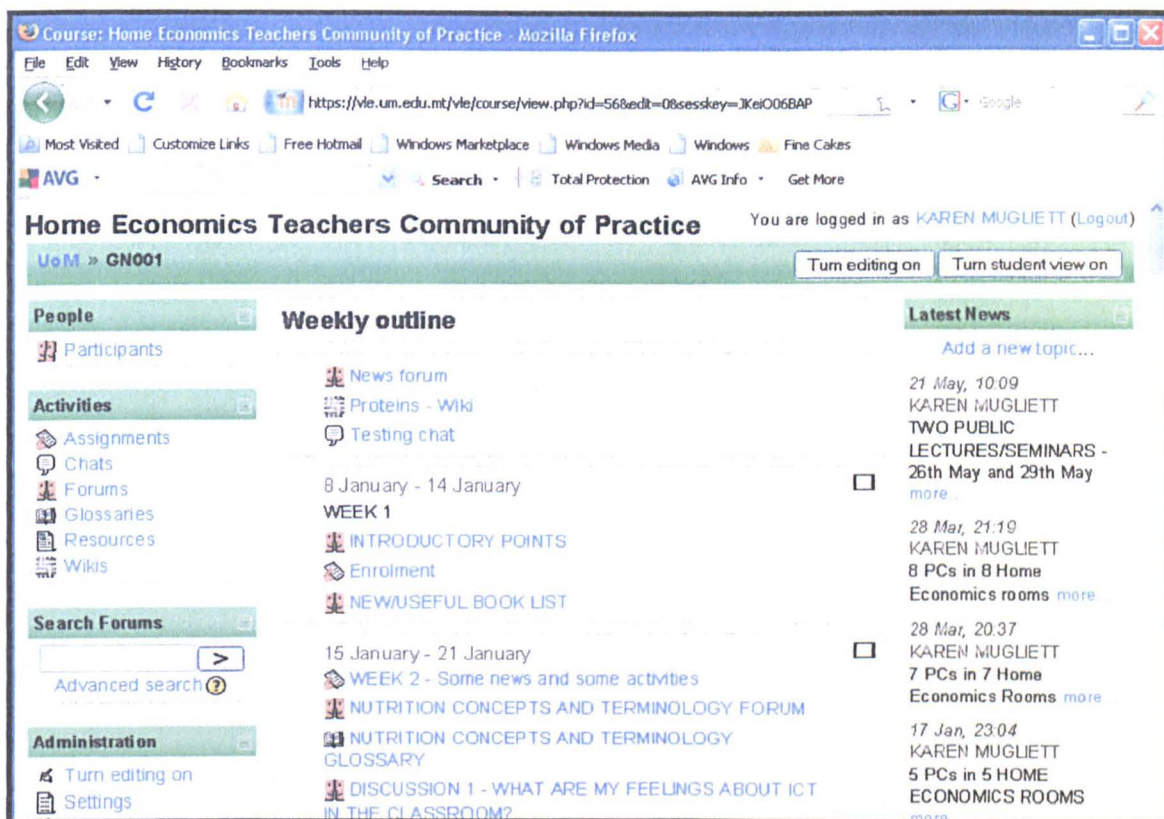 Course: Home Economics Teachers Community of Practice - Mozilla Firefox
File Edit View History Bookmarks Tools Help
https://vle.um.edu.mt/vle/course/view.php?id=568&edit=0&sesskey=JKeiO06BAP
Google
Most Visited Customize Links Free Hotmail Windows Marketplace Windows Media Windows Fine Cakes
AVG Search Total Protection AVG Info Get More
Home Economics Teachers Community of Practice
You are logged in as KAREN MUGLIETT (Logout)
UoM » GN001
Turn editing on Turn student view on
People
Participants
Activities
Assignments
Chats
Forums
Glossaries
Resources
Wikis
Search Forums
>
Advanced search ?
Administration
Turn editing on
Settings
Weekly outline
News forum
Proteins - Wiki
Testing chat
8 January - 14 January
WEEK 1
INTRODUCTORY POINTS
Enrolment
NEW/USEFUL BOOK LIST
15 January - 21 January
WEEK 2 - Some news and some activities
NUTRITION CONCEPTS AND TERMINOLOGY FORUM
NUTRITION CONCEPTS AND TERMINOLOGY
GLOSSARY
DISCUSSION 1 - WHAT ARE MY FEELINGS ABOUT ICT
IN THE CLASSROOM?
Latest News
Add a new topic...
21 May, 10:09
KAREN MUGLIETT
TWO PUBLIC
LECTURES/SEMINARS -
26th May and 29th May
more...
28 Mar, 21:19
KAREN MUGLIETT
8 PCs in 8 Home
Economics rooms more...
28 Mar, 20:37
KAREN MUGLIETT
7 PCs in 7 Home
Economics Rooms more...
17 Jan, 23:04
KAREN MUGLIETT
5 PCs in 5 HOME
ECONOMICS ROOMS
more...